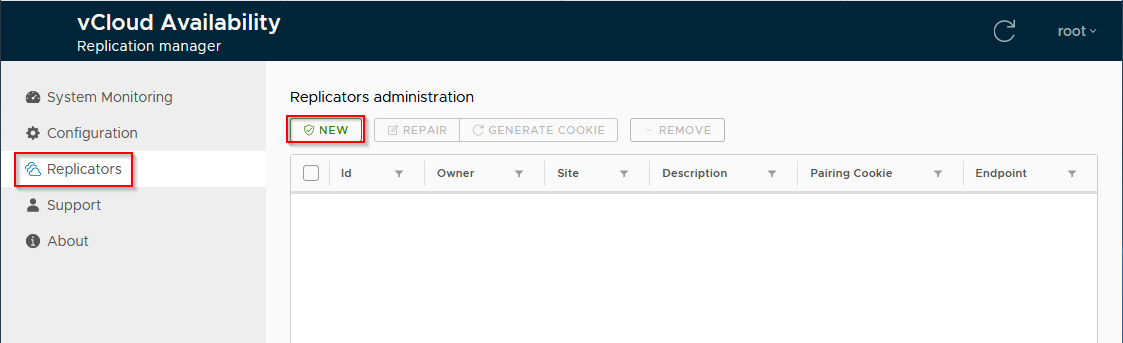 vCloud Availability
Replication manager
root
System Monitoring
Configuration
Replicators
Support
About
Replicators administration
NEW REPAIR GENERATE COOKIE REMOVE
Id Owner Site Description Pairing Cookie Endpoint